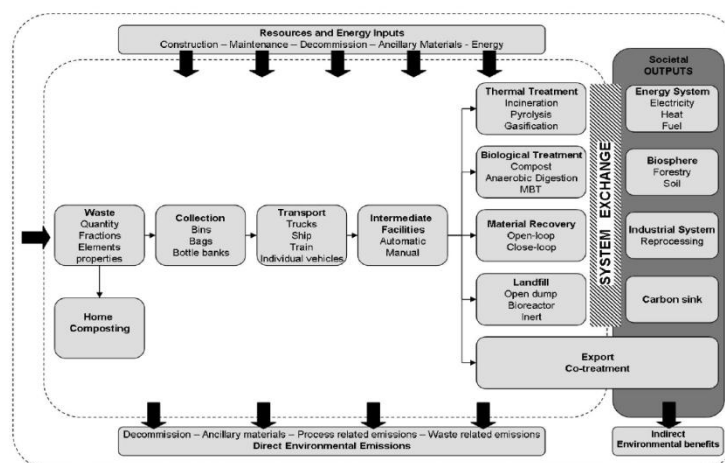 Resources and Energy Inputs
Construction – Maintenance – Decommission – Ancillary Materials - Energy
Societal
OUTPUTS
Thermal Treatment
Incineration
Pyrolysis
Gasification
Energy System
Electricity
Heat
Fuel
Biological Treatment
Compost
Anaerobic Digestion
MBT
Biosphere
Forestry
Soil
SYSTEM EXCHANGE
Waste
Quantity
Fractions
Elements
properties
Collection
Bins
Bags
Bottle banks
Transport
Trucks
Ship
Train
Individual vehicles
Intermediate
Facilities
Automatic
Manual
Material Recovery
Open-loop
Close-loop
Industrial System
Reprocessing
Home
Composting
Landfill
Open dump
Bioreactor
Inert
Carbon sink
Export
Co-treatment
Decommission – Ancillary materials – Process related emissions – Waste related emissions
Direct Environmental Emissions
Indirect
Environmental benefits